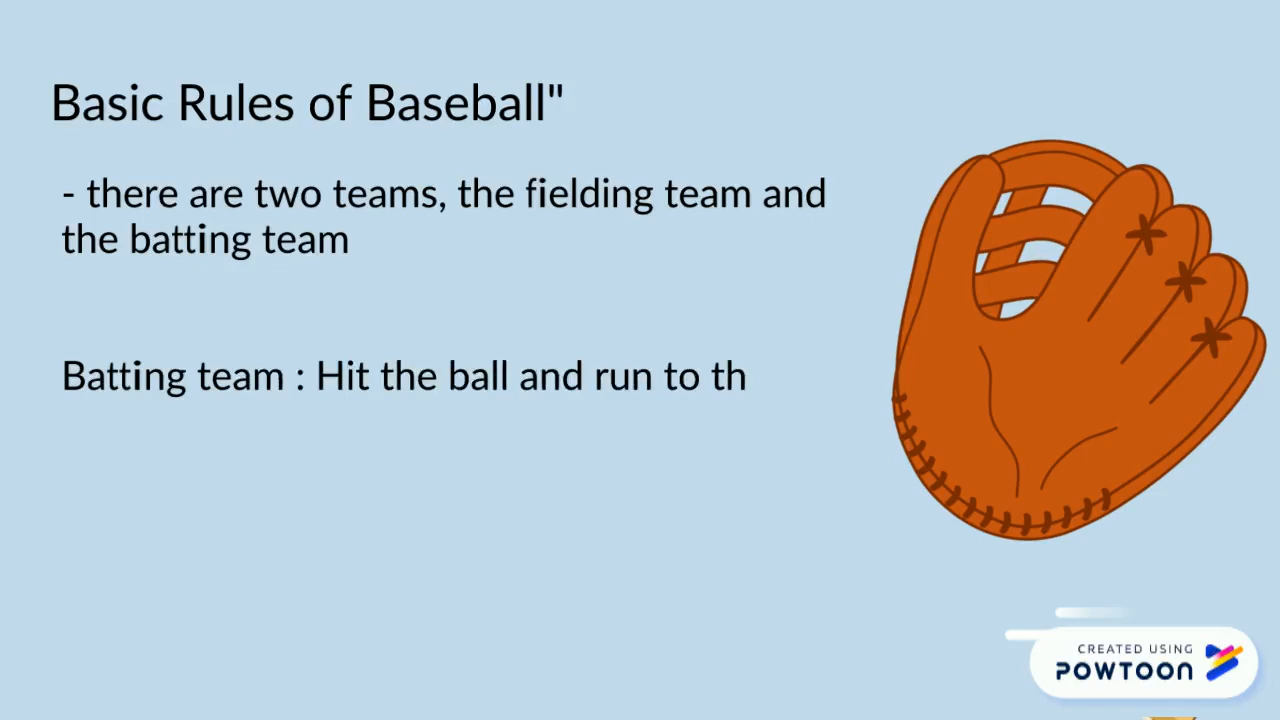 Basic Rules of Baseball"
- there are two teams, the fielding team and
the batting team
Batting team : Hit the ball and run to th
CREATED USING
POWTOON